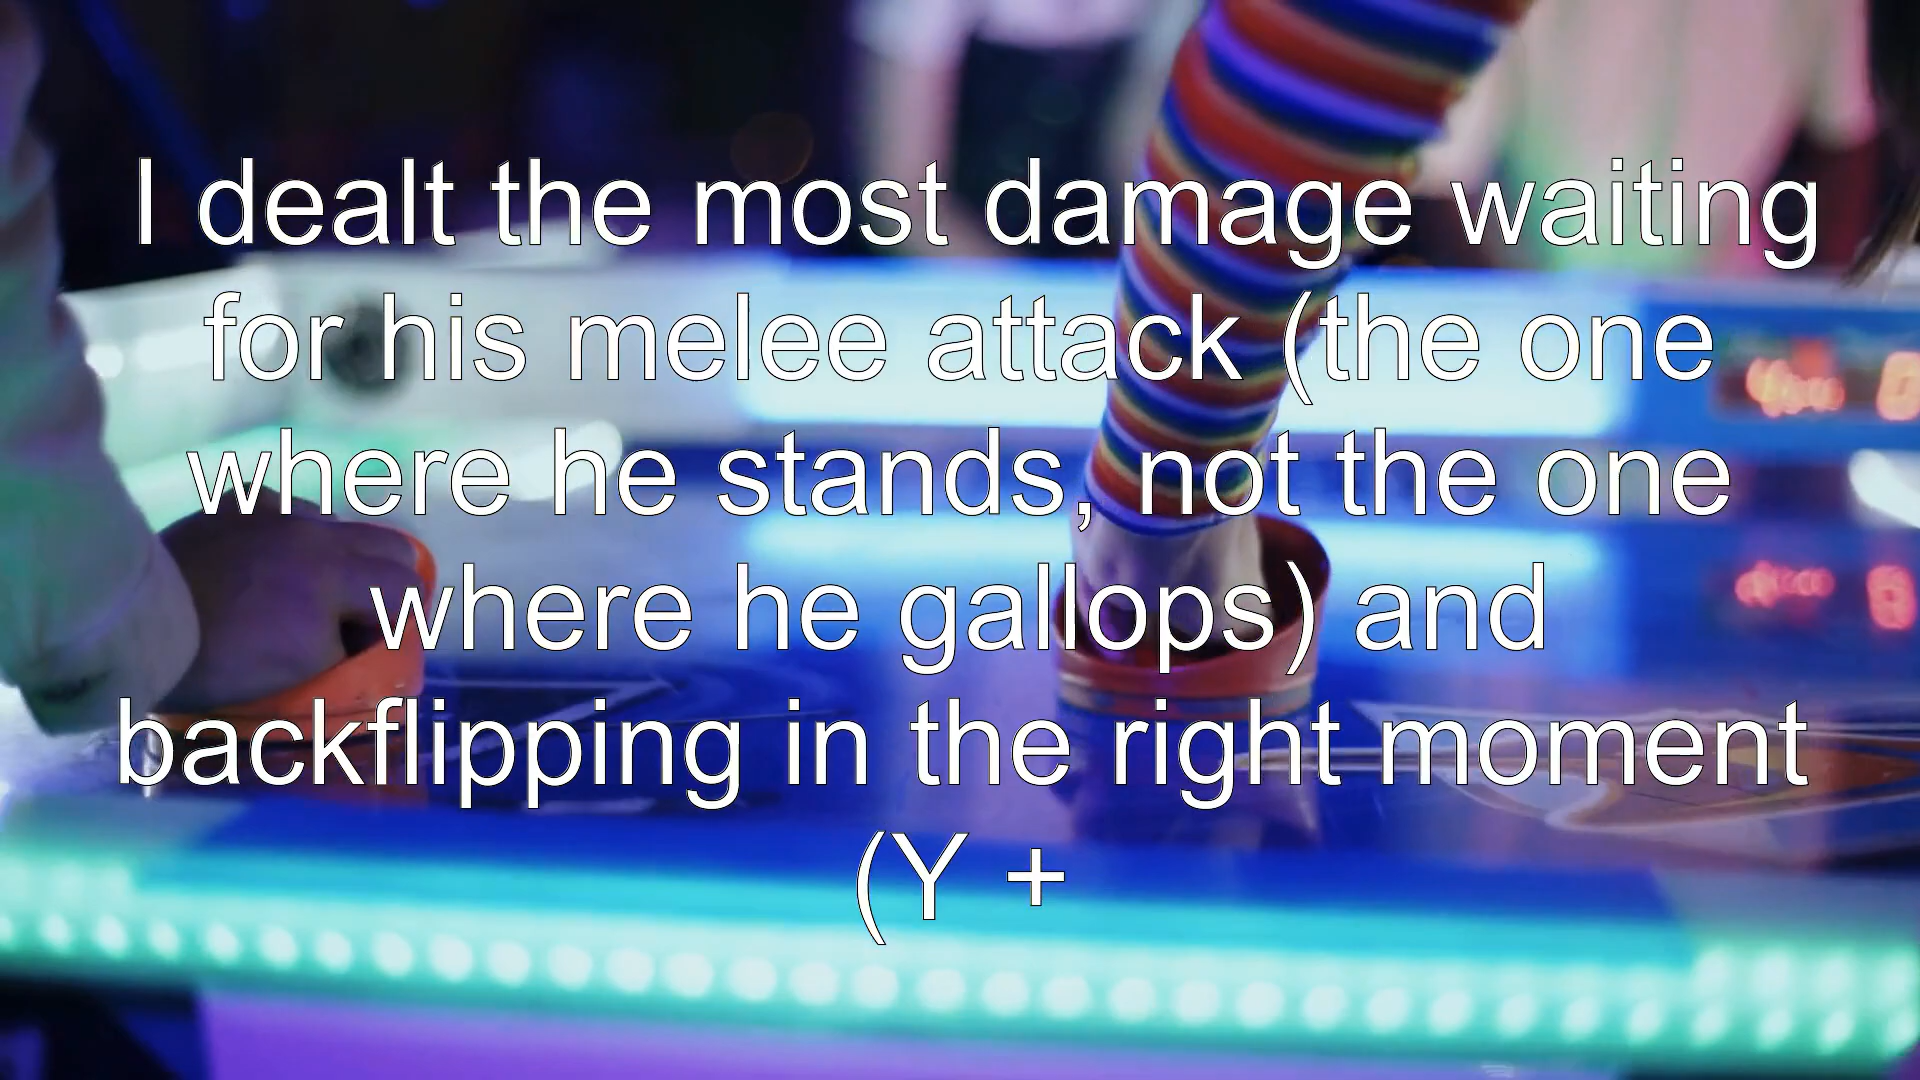 I dealt the most damage waiting
for his melee attack (the one
where he stands, not the one
where he gallops) and
backflipping in the right moment
(Y +